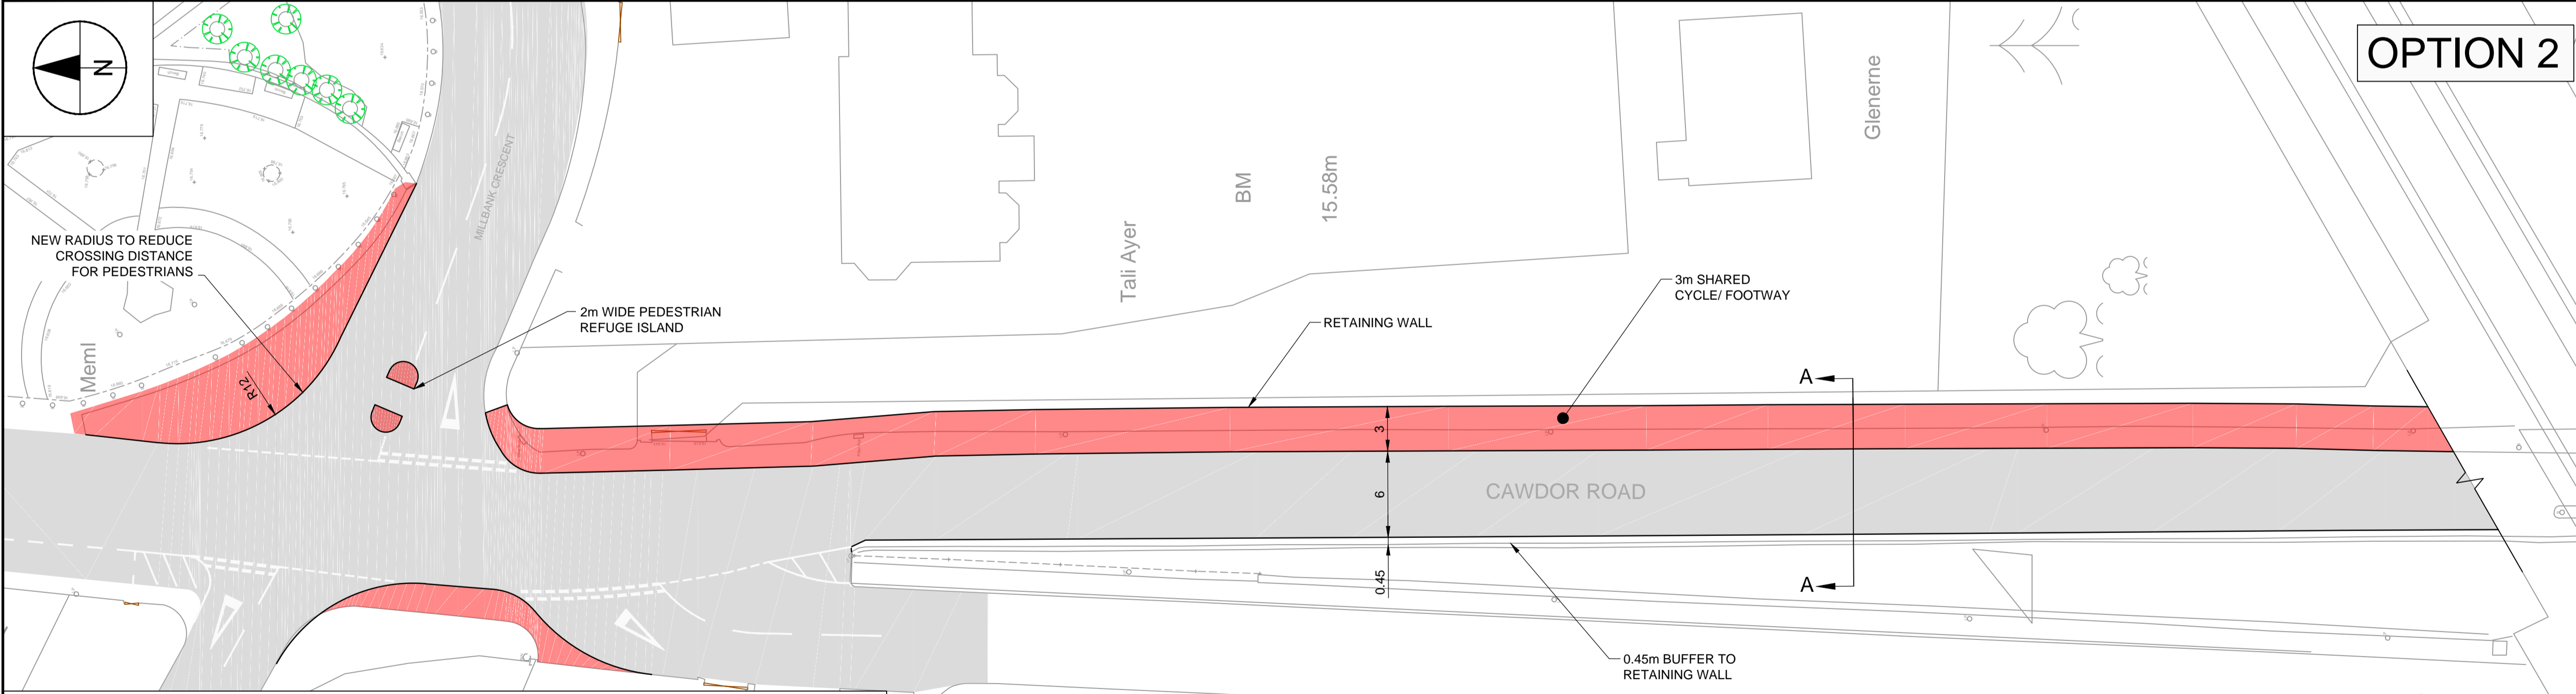 N
OPTION 2
MILLBANK CRESCENT
Glenerne
BM
15.58m
Tali Ayer
NEW RADIUS TO REDUCE
CROSSING DISTANCE
FOR PEDESTRIANS
2m WIDE PEDESTRIAN
REFUGE ISLAND
3m SHARED
CYCLE/ FOOTWAY
RETAINING WALL
Meml
R12
A
3
6
CAWDOR ROAD
0.45
A
0.45m BUFFER TO
RETAINING WALL